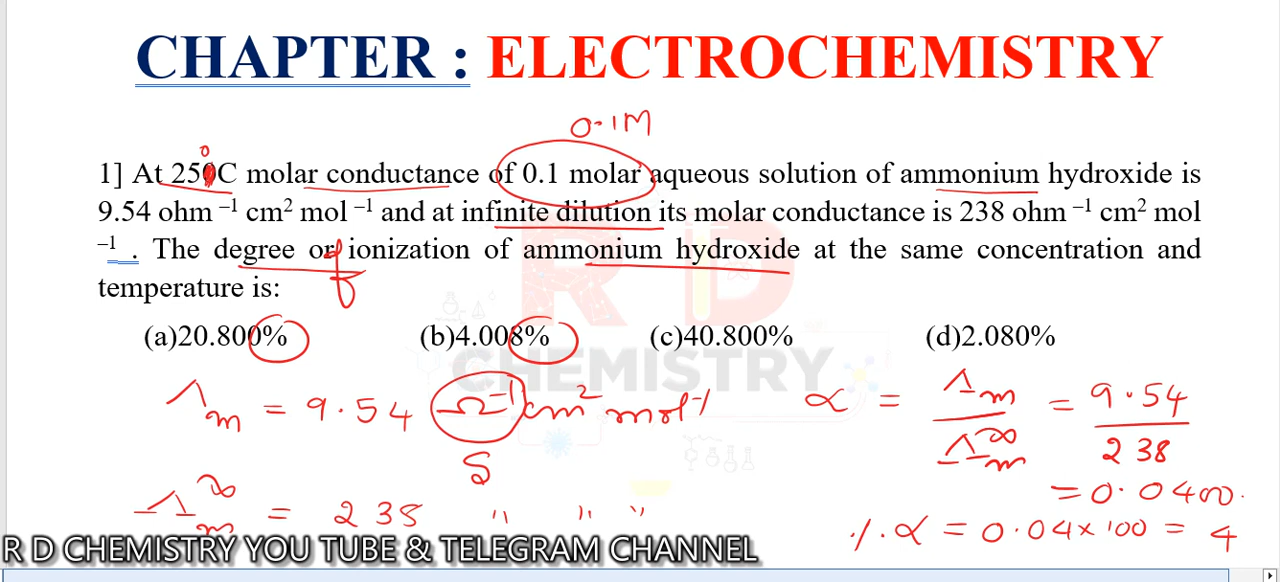 CHAPTER : ELECTROCHEMISTRY
0.1M
1] At 25°C molar conductance of 0.1 molar aqueous solution of ammonium hydroxide is
9.54 ohm ⁻¹ cm² mol ⁻¹ and at infinite dilution its molar conductance is 238 ohm ⁻¹ cm² mol
⁻¹ . The degree of ionization of ammonium hydroxide at the same concentration and
temperature is:
(a)20.800% (b)4.008% (c)40.800% (d)2.080%
R D
CHEMISTRY
Λm = 9.54 Ω⁻¹ cm² mol⁻¹ α = Λm / Λm∞ = 9.54 / 238
S
= 0.0400.
Λm∞ = 238 " " "
%.α = 0.04 × 100 = 4
R D CHEMISTRY YOU TUBE & TELEGRAM CHANNEL